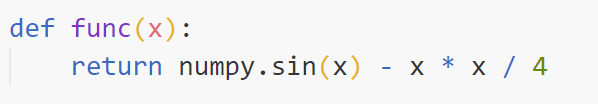 def func(x):
    return numpy.sin(x) - x * x / 4